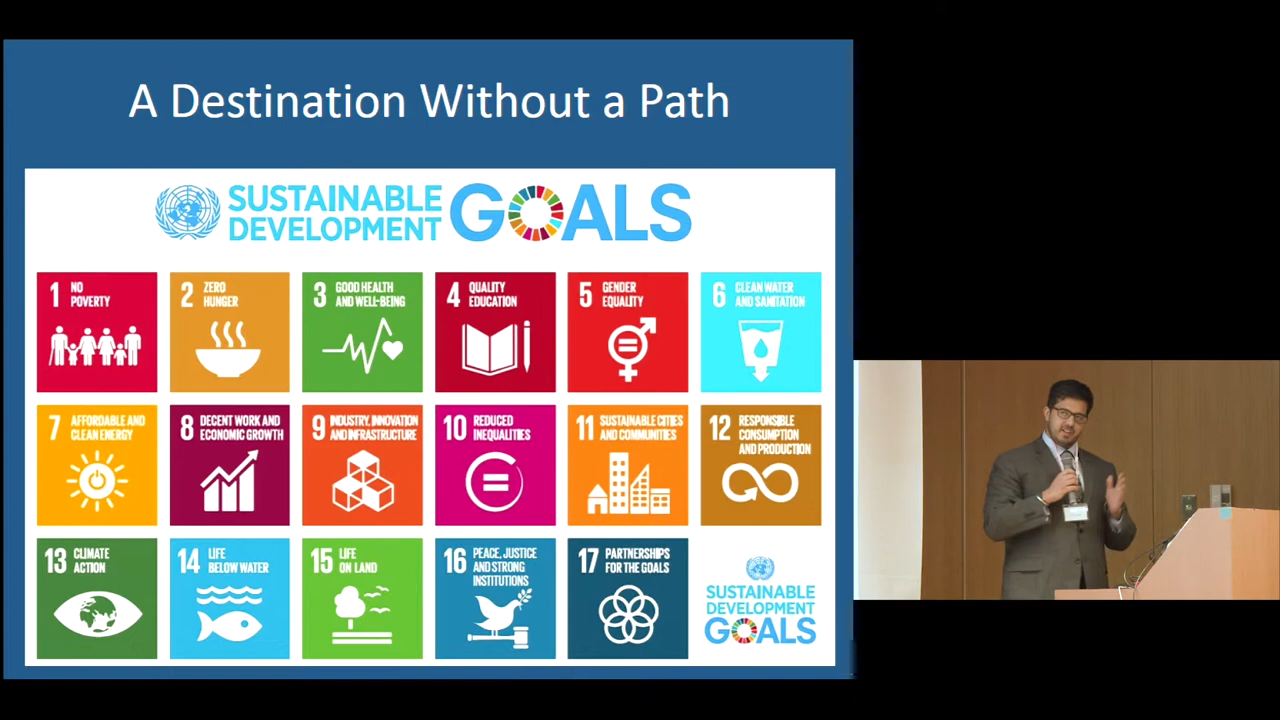 A Destination Without a Path
SUSTAINABLE
DEVELOPMENT
GOALS
1 NO
POVERTY
2 ZERO
HUNGER
3 GOOD HEALTH
AND WELL-BEING
4 QUALITY
EDUCATION
5 GENDER
EQUALITY
6 CLEAN WATER
AND SANITATION
7 AFFORDABLE AND
CLEAN ENERGY
8 DECENT WORK AND
ECONOMIC GROWTH
9 INDUSTRY, INNOVATION
AND INFRASTRUCTURE
10 REDUCED
INEQUALITIES
11 SUSTAINABLE CITIES
AND COMMUNITIES
12 RESPONSIBLE
CONSUMPTION
AND PRODUCTION
13 CLIMATE
ACTION
14 LIFE
BELOW WATER
15 LIFE
ON LAND
16 PEACE, JUSTICE
AND STRONG
INSTITUTIONS
17 PARTNERSHIPS
FOR THE GOALS
SUSTAINABLE
DEVELOPMENT
GOALS